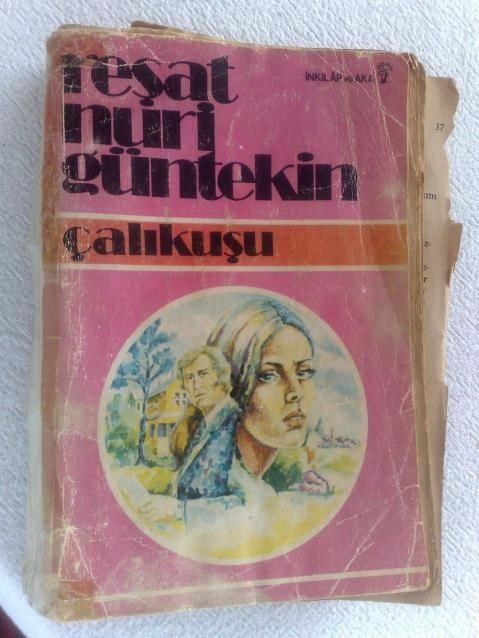 reşat
nuri
güntekin
İNKILÂP ve AKA
çalıkuşu
37